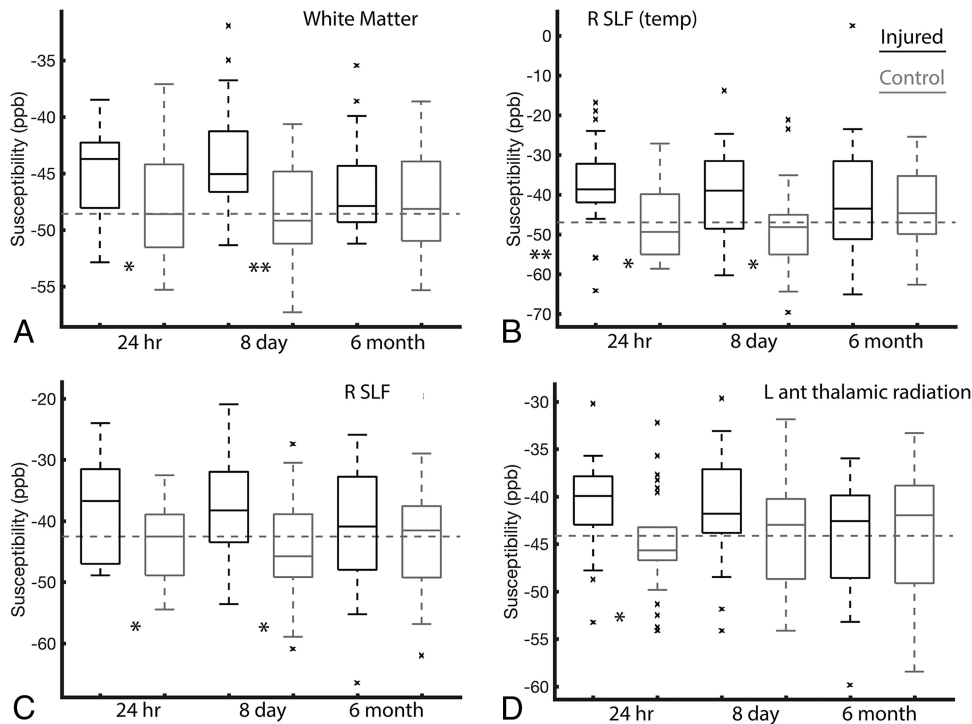 White Matter
Susceptibility (ppb)
-35
-40
-45
-50
-55
*
**
24 hr 8 day 6 month
A
R SLF (temp)
Injured
Control
Susceptibility (ppb)
0
-10
-20
-30
-40
-50
-60
-70
**
*
*
24 hr 8 day 6 month
B
R SLF
Susceptibility (ppb)
-20
-30
-40
-50
-60
*
*
24 hr 8 day 6 month
C
L ant thalamic radiation
Susceptibility (ppb)
-30
-35
-40
-45
-50
-55
-60
*
24 hr 8 day 6 month
D